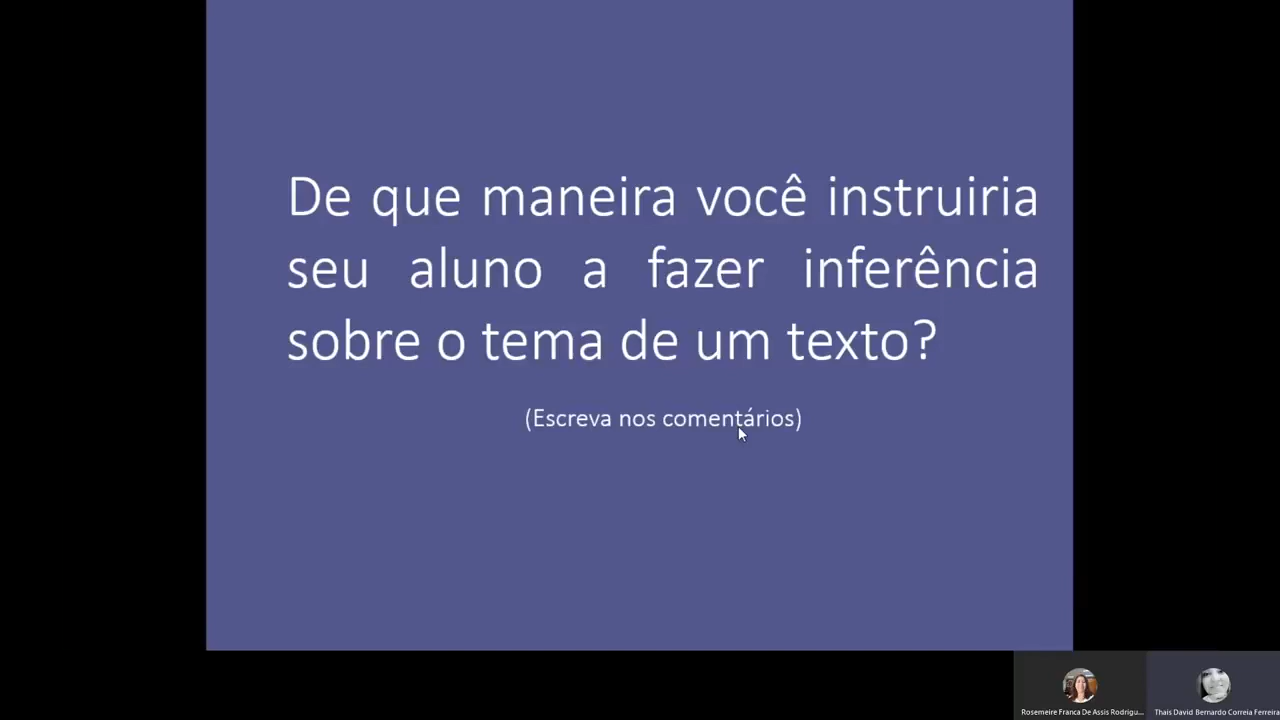 De que maneira você instruiria
seu aluno a fazer inferência
sobre o tema de um texto?
(Escreva nos comentários)
Rosemeire Franca De Assis Rodrigu...
Thais David Bernardo Correia Ferreira